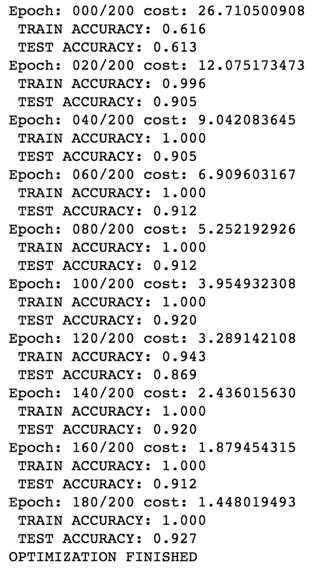 Epoch: 000/200 cost: 26.710500908
TRAIN ACCURACY: 0.616
TEST ACCURACY: 0.613
Epoch: 020/200 cost: 12.075173473
TRAIN ACCURACY: 0.996
TEST ACCURACY: 0.905
Epoch: 040/200 cost: 9.042083645
TRAIN ACCURACY: 1.000
TEST ACCURACY: 0.905
Epoch: 060/200 cost: 6.909603167
TRAIN ACCURACY: 1.000
TEST ACCURACY: 0.912
Epoch: 080/200 cost: 5.252192926
TRAIN ACCURACY: 1.000
TEST ACCURACY: 0.912
Epoch: 100/200 cost: 3.954932308
TRAIN ACCURACY: 1.000
TEST ACCURACY: 0.920
Epoch: 120/200 cost: 3.289142108
TRAIN ACCURACY: 0.943
TEST ACCURACY: 0.869
Epoch: 140/200 cost: 2.436015630
TRAIN ACCURACY: 1.000
TEST ACCURACY: 0.920
Epoch: 160/200 cost: 1.879454315
TRAIN ACCURACY: 1.000
TEST ACCURACY: 0.912
Epoch: 180/200 cost: 1.448019493
TRAIN ACCURACY: 1.000
TEST ACCURACY: 0.927
OPTIMIZATION FINISHED